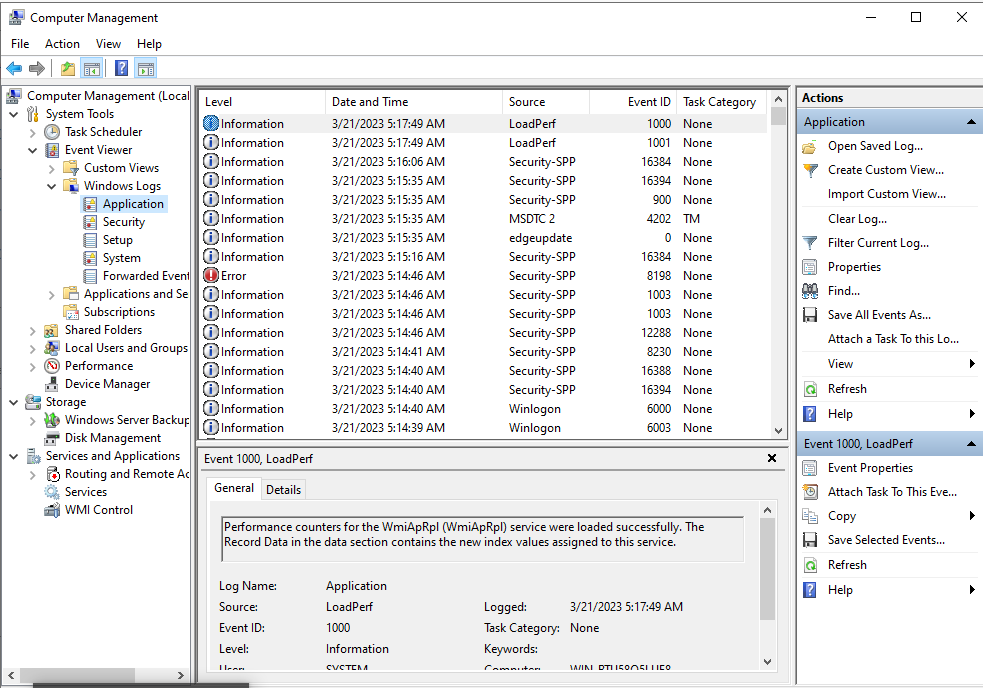 Computer Management
File Action View Help
Computer Management (Local
System Tools
Task Scheduler
Event Viewer
Custom Views
Windows Logs
Application
Security
Setup
System
Forwarded Event
Applications and Se
Subscriptions
Shared Folders
Local Users and Groups
Performance
Device Manager
Storage
Windows Server Backup
Disk Management
Services and Applications
Routing and Remote Ac
Services
WMI Control
Level Date and Time Source Event ID Task Category
Information 3/21/2023 5:17:49 AM LoadPerf 1000 None
Information 3/21/2023 5:17:49 AM LoadPerf 1001 None
Information 3/21/2023 5:16:06 AM Security-SPP 16384 None
Information 3/21/2023 5:15:35 AM Security-SPP 16394 None
Information 3/21/2023 5:15:35 AM Security-SPP 900 None
Information 3/21/2023 5:15:35 AM MSDTC 2 4202 TM
Information 3/21/2023 5:15:35 AM edgeupdate 0 None
Information 3/21/2023 5:15:16 AM Security-SPP 16384 None
Error 3/21/2023 5:14:46 AM Security-SPP 8198 None
Information 3/21/2023 5:14:46 AM Security-SPP 1003 None
Information 3/21/2023 5:14:46 AM Security-SPP 1003 None
Information 3/21/2023 5:14:46 AM Security-SPP 12288 None
Information 3/21/2023 5:14:41 AM Security-SPP 8230 None
Information 3/21/2023 5:14:40 AM Security-SPP 16388 None
Information 3/21/2023 5:14:40 AM Security-SPP 16394 None
Information 3/21/2023 5:14:40 AM Winlogon 6000 None
Information 3/21/2023 5:14:39 AM Winlogon 6003 None
Event 1000, LoadPerf
General Details
Performance counters for the WmiApRpl (WmiApRpl) service were loaded successfully. The
Record Data in the data section contains the new index values assigned to this service.
Log Name: Application
Source: LoadPerf Logged: 3/21/2023 5:17:49 AM
Event ID: 1000 Task Category: None
Level: Information Keywords:
User: SYSTEM Computer:
Actions
Application
Open Saved Log...
Create Custom View...
Import Custom View...
Clear Log...
Filter Current Log...
Properties
Find...
Save All Events As...
Attach a Task To this Lo...
View
Refresh
Help
Event 1000, LoadPerf
Event Properties
Attach Task To This Eve...
Copy
Save Selected Events...
Refresh
Help